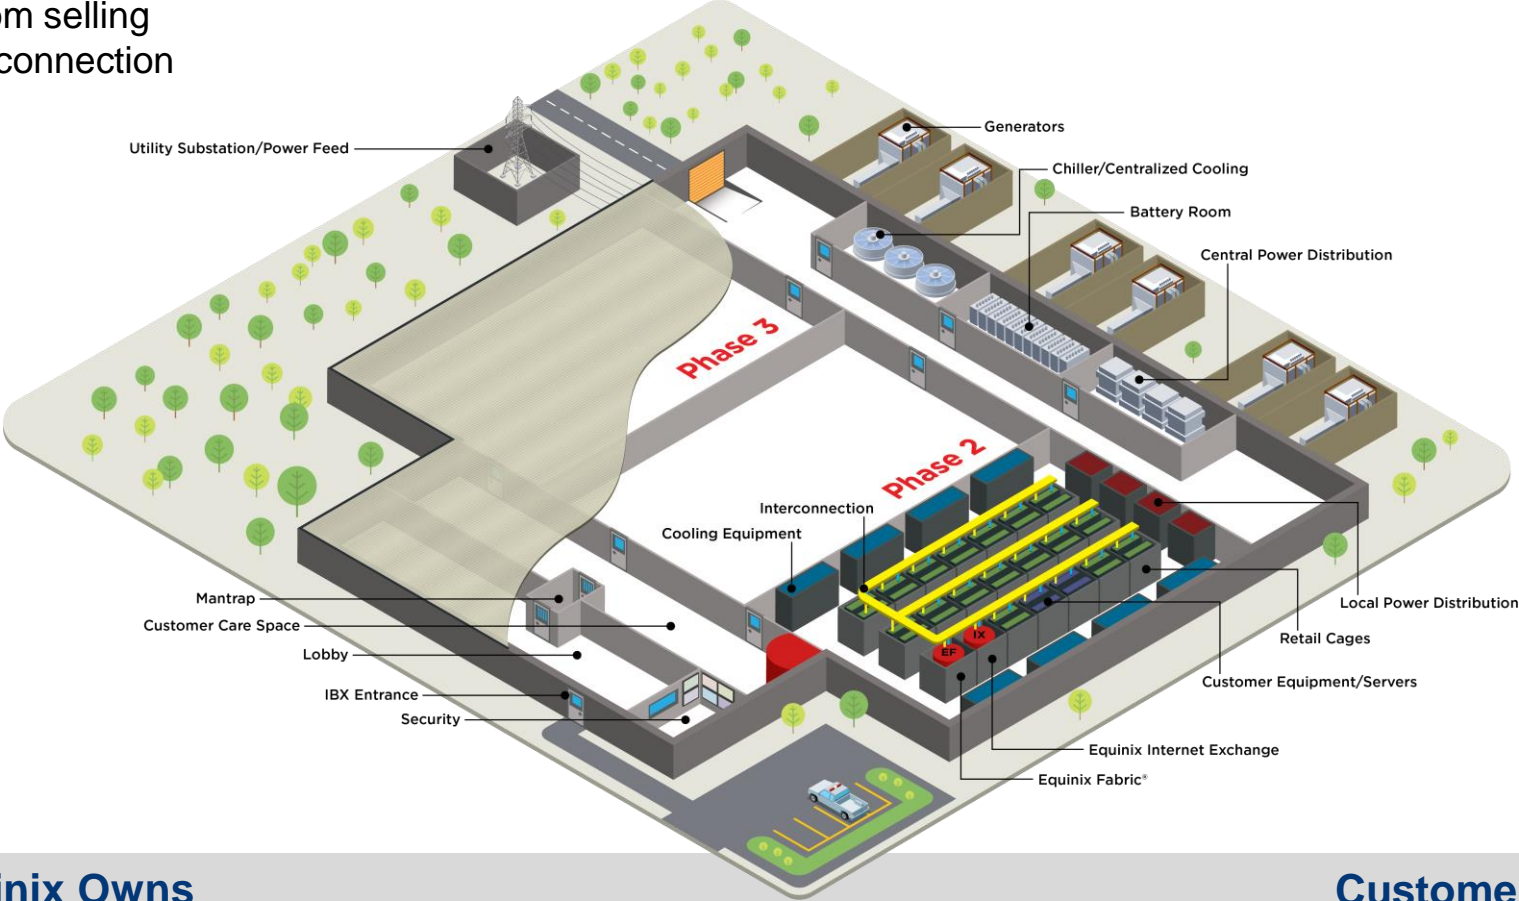 om selling
connection
Utility Substation/Power Feed
Generators
Chiller/Centralized Cooling
Battery Room
Central Power Distribution
Phase 3
Phase 2
Interconnection
Cooling Equipment
Mantrap
Customer Care Space
Lobby
IBX Entrance
Security
IX
EF
Local Power Distribution
Retail Cages
Customer Equipment/Servers
Equinix Internet Exchange
Equinix Fabric®
inix Owns
Custome